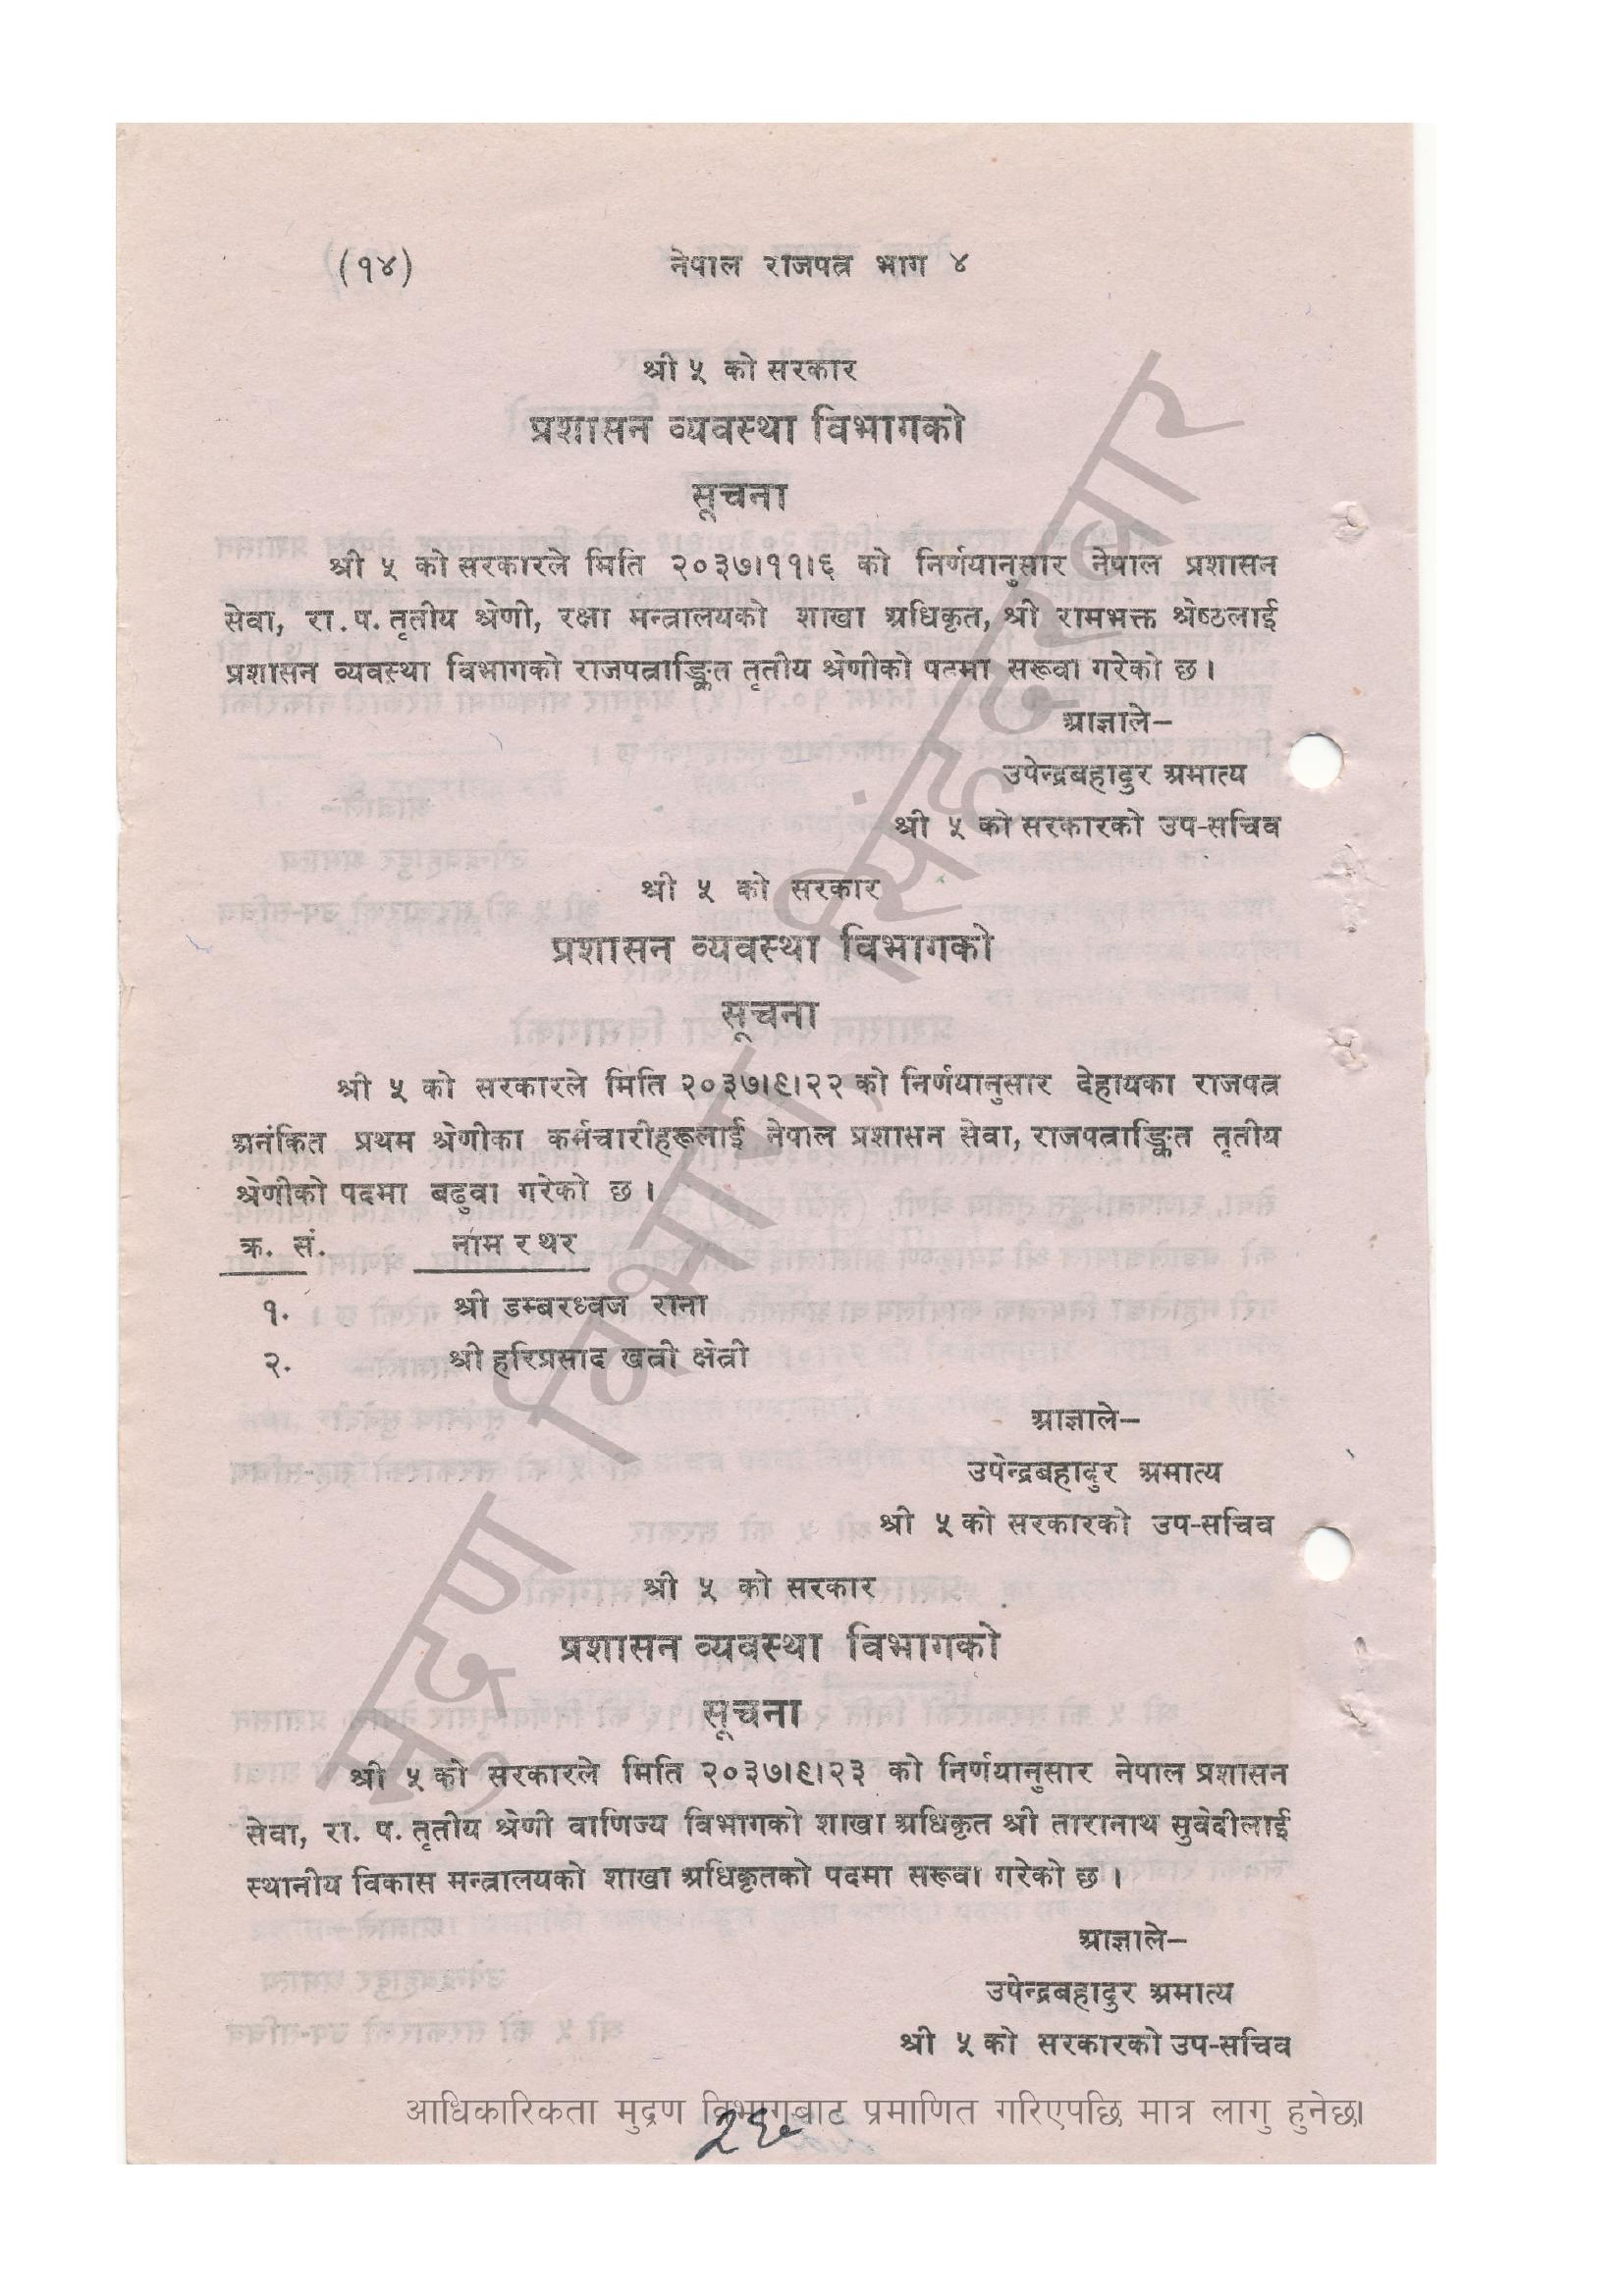 (१४) नेपाल राजपत्र भाग ४
श्री ५ को सरकार
प्रशासन व्यवस्था विभागको
सूचना
श्री ५ को सरकारले मिति २०३७।११।६ को निर्णयानुसार नेपाल प्रशासन
सेवा, रा.प. तृतीय श्रेणी, रक्षा मन्त्रालयको शाखा अधिकृत, श्री रामभक्त श्रेष्ठलाई
प्रशासन व्यवस्था विभागको राजपत्राङ्कित तृतीय श्रेणीको पदमा सरूवा गरेको छ ।
आज्ञाले–
उपेन्द्रबहादुर अमात्य
श्री ५ को सरकारको उप-सचिव
श्री ५ को सरकार
प्रशासन व्यवस्था विभागको
सूचना
श्री ५ को सरकारले मिति २०३७।९।२२ को निर्णयानुसार देहायका राजपत्र
अनंकित प्रथम श्रेणीका कर्मचारीहरूलाई नेपाल प्रशासन सेवा, राजपत्राङ्कित तृतीय
श्रेणीको पदमा बढुवा गरेको छ ।
क्र. सं. नाम र थर
१. श्री डम्बरध्वज राना
२. श्री हरिप्रसाद खत्री क्षेत्री
आज्ञाले–
उपेन्द्रबहादुर अमात्य
श्री ५ को सरकारको उप-सचिव
श्री ५ को सरकार
प्रशासन व्यवस्था विभागको
सूचना
श्री ५ को सरकारले मिति २०३७।९।२३ को निर्णयानुसार नेपाल प्रशासन
सेवा, रा. प. तृतीय श्रेणी वाणिज्य विभागको शाखा अधिकृत श्री तारानाथ सुवेदीलाई
स्थानीय विकास मन्त्रालयको शाखा अधिकृतको पदमा सरूवा गरेको छ ।
आज्ञाले–
उपेन्द्रबहादुर अमात्य
श्री ५ को सरकारको उप-सचिव
आधिकारिकता मुद्रण विभागबाट प्रमाणित गरिएपछि मात्र लागु हुनेछ।
मुद्रण विभाग, सिंहदरबार